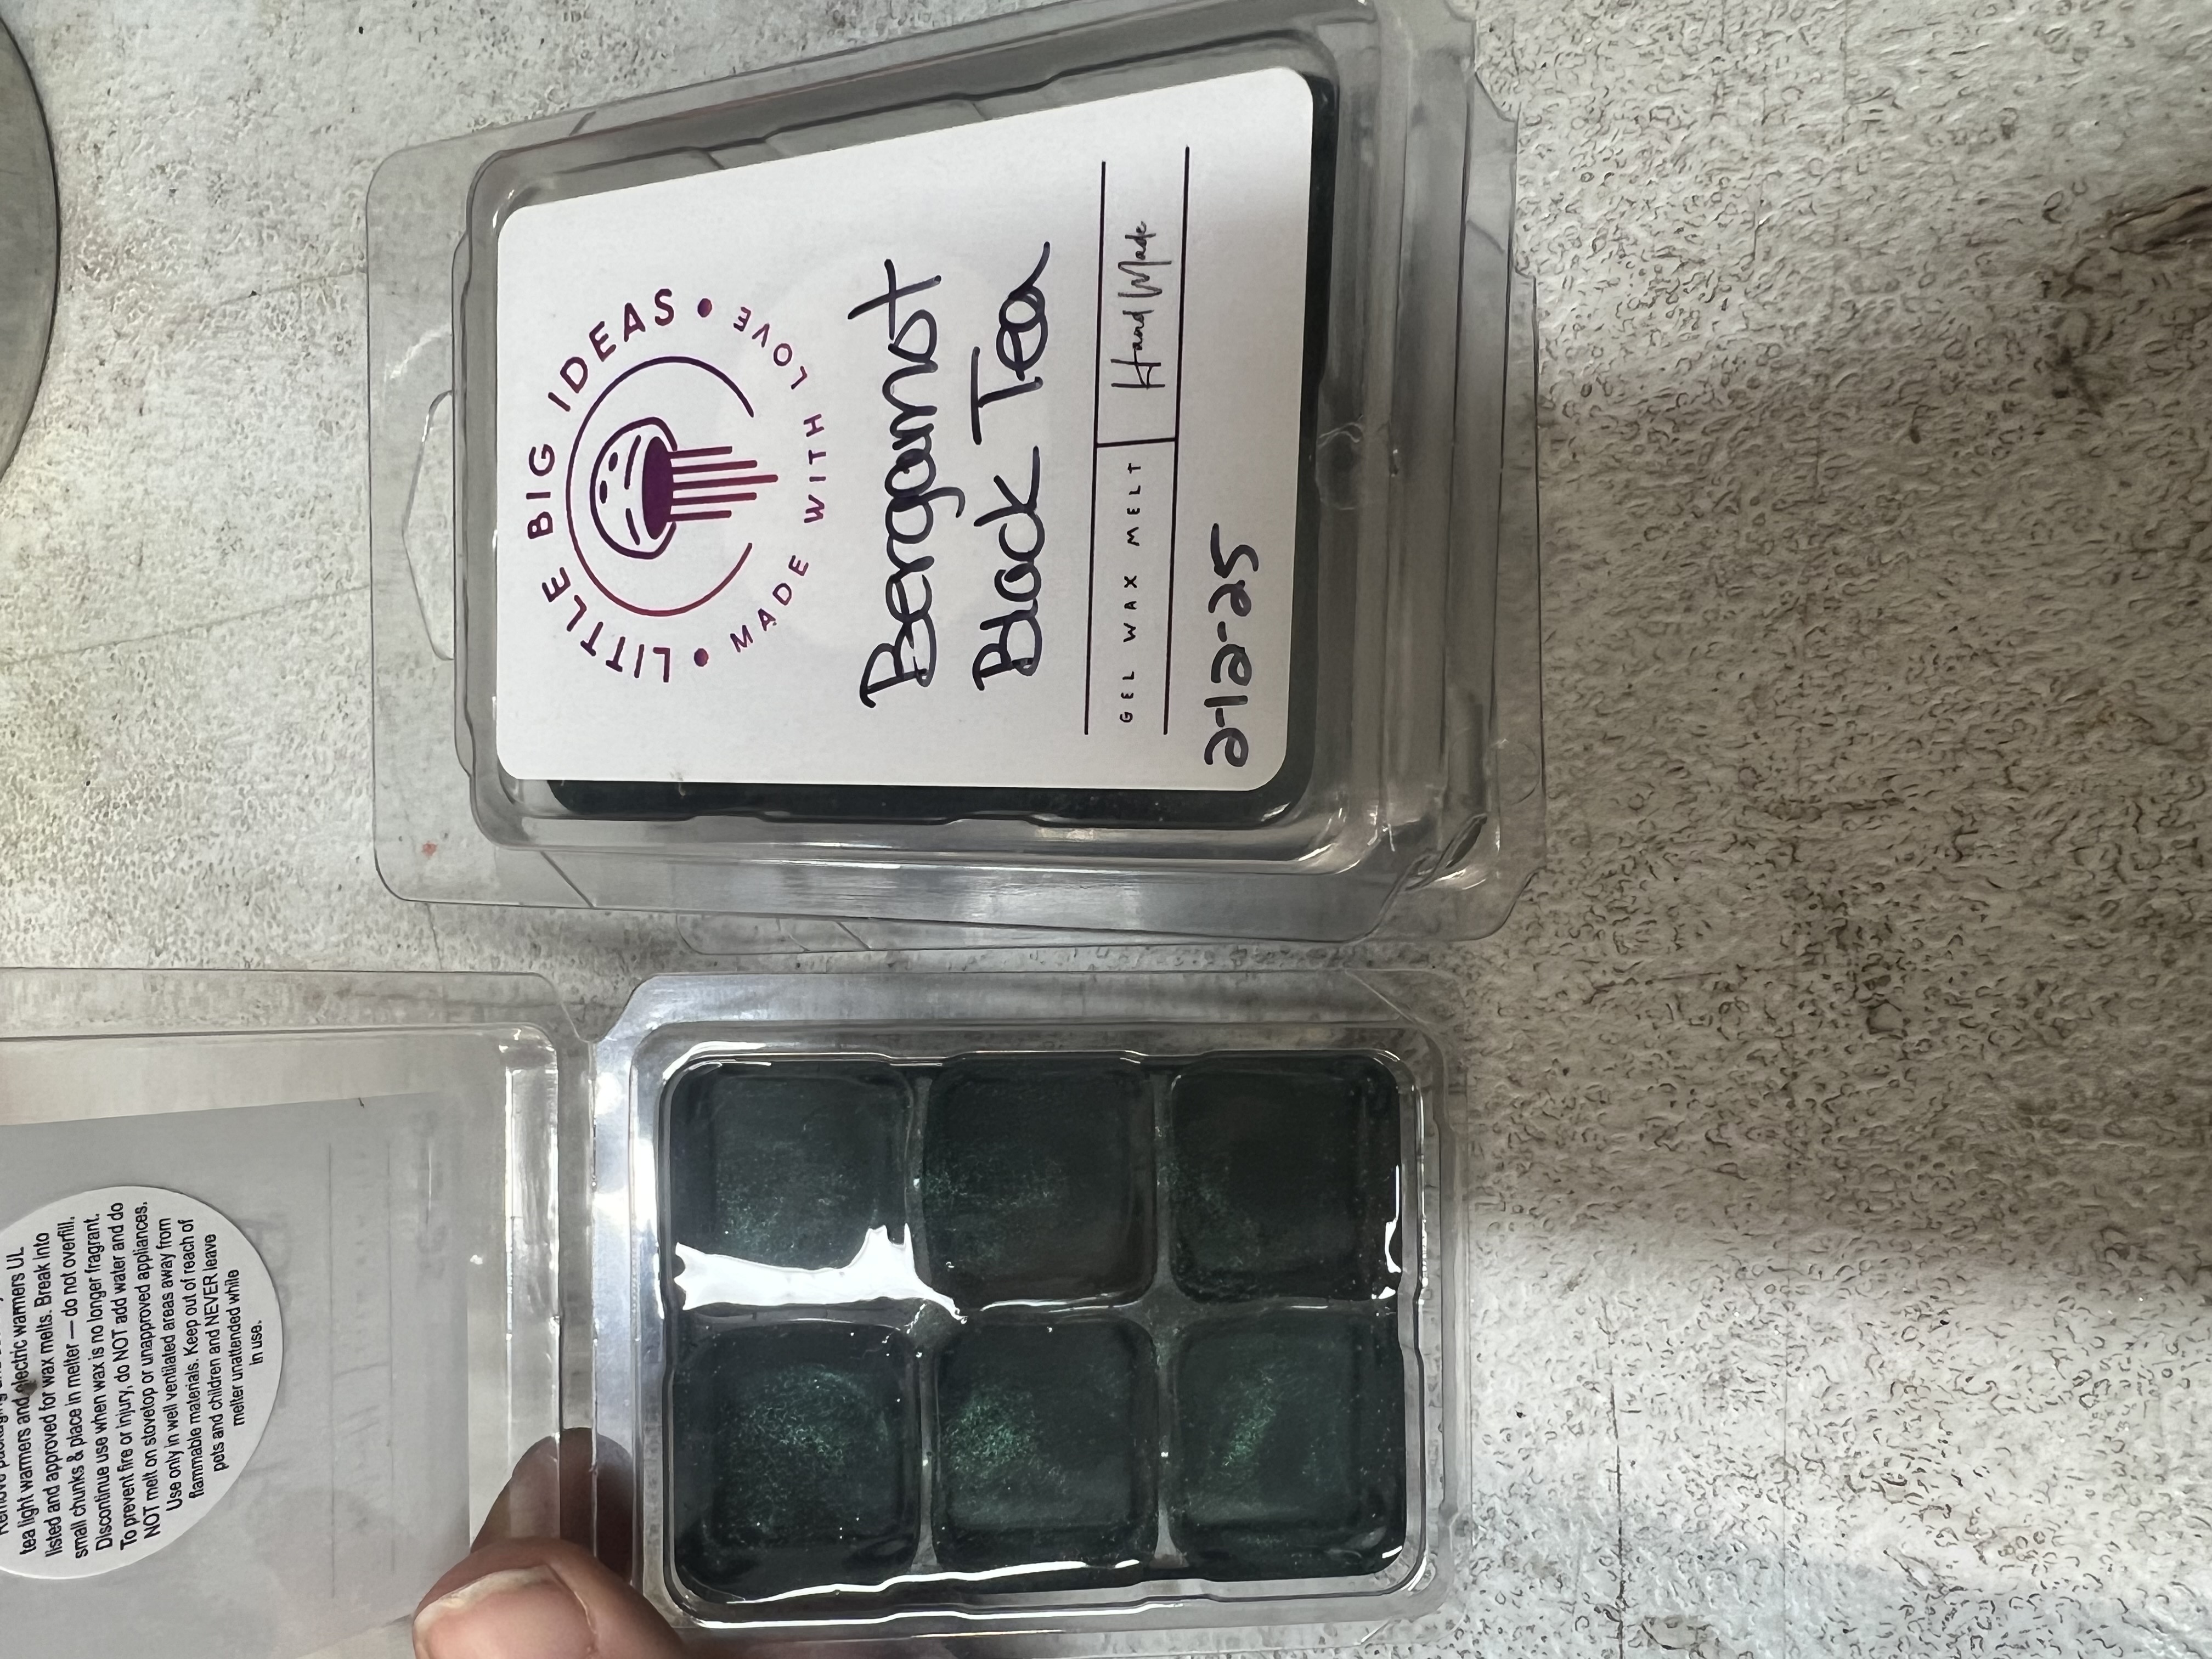 • LITTLE BIG IDEAS •
MADE WITH LOVE
Bergamot
Black Tea
GEL WAX MELT | Hand Made
2-12-25
tea light warmers and electric warmers UL
listed and approved for wax melts. Break into
small chunks & place in melter — do not overfill.
Discontinue use when wax is no longer fragrant.
To prevent fire or injury, do NOT add water and do
NOT melt on stovetop or unapproved appliances.
Use only in well ventilated areas away from
flammable materials. Keep out of reach of
pets and children and NEVER leave
melter unattended while
in use.